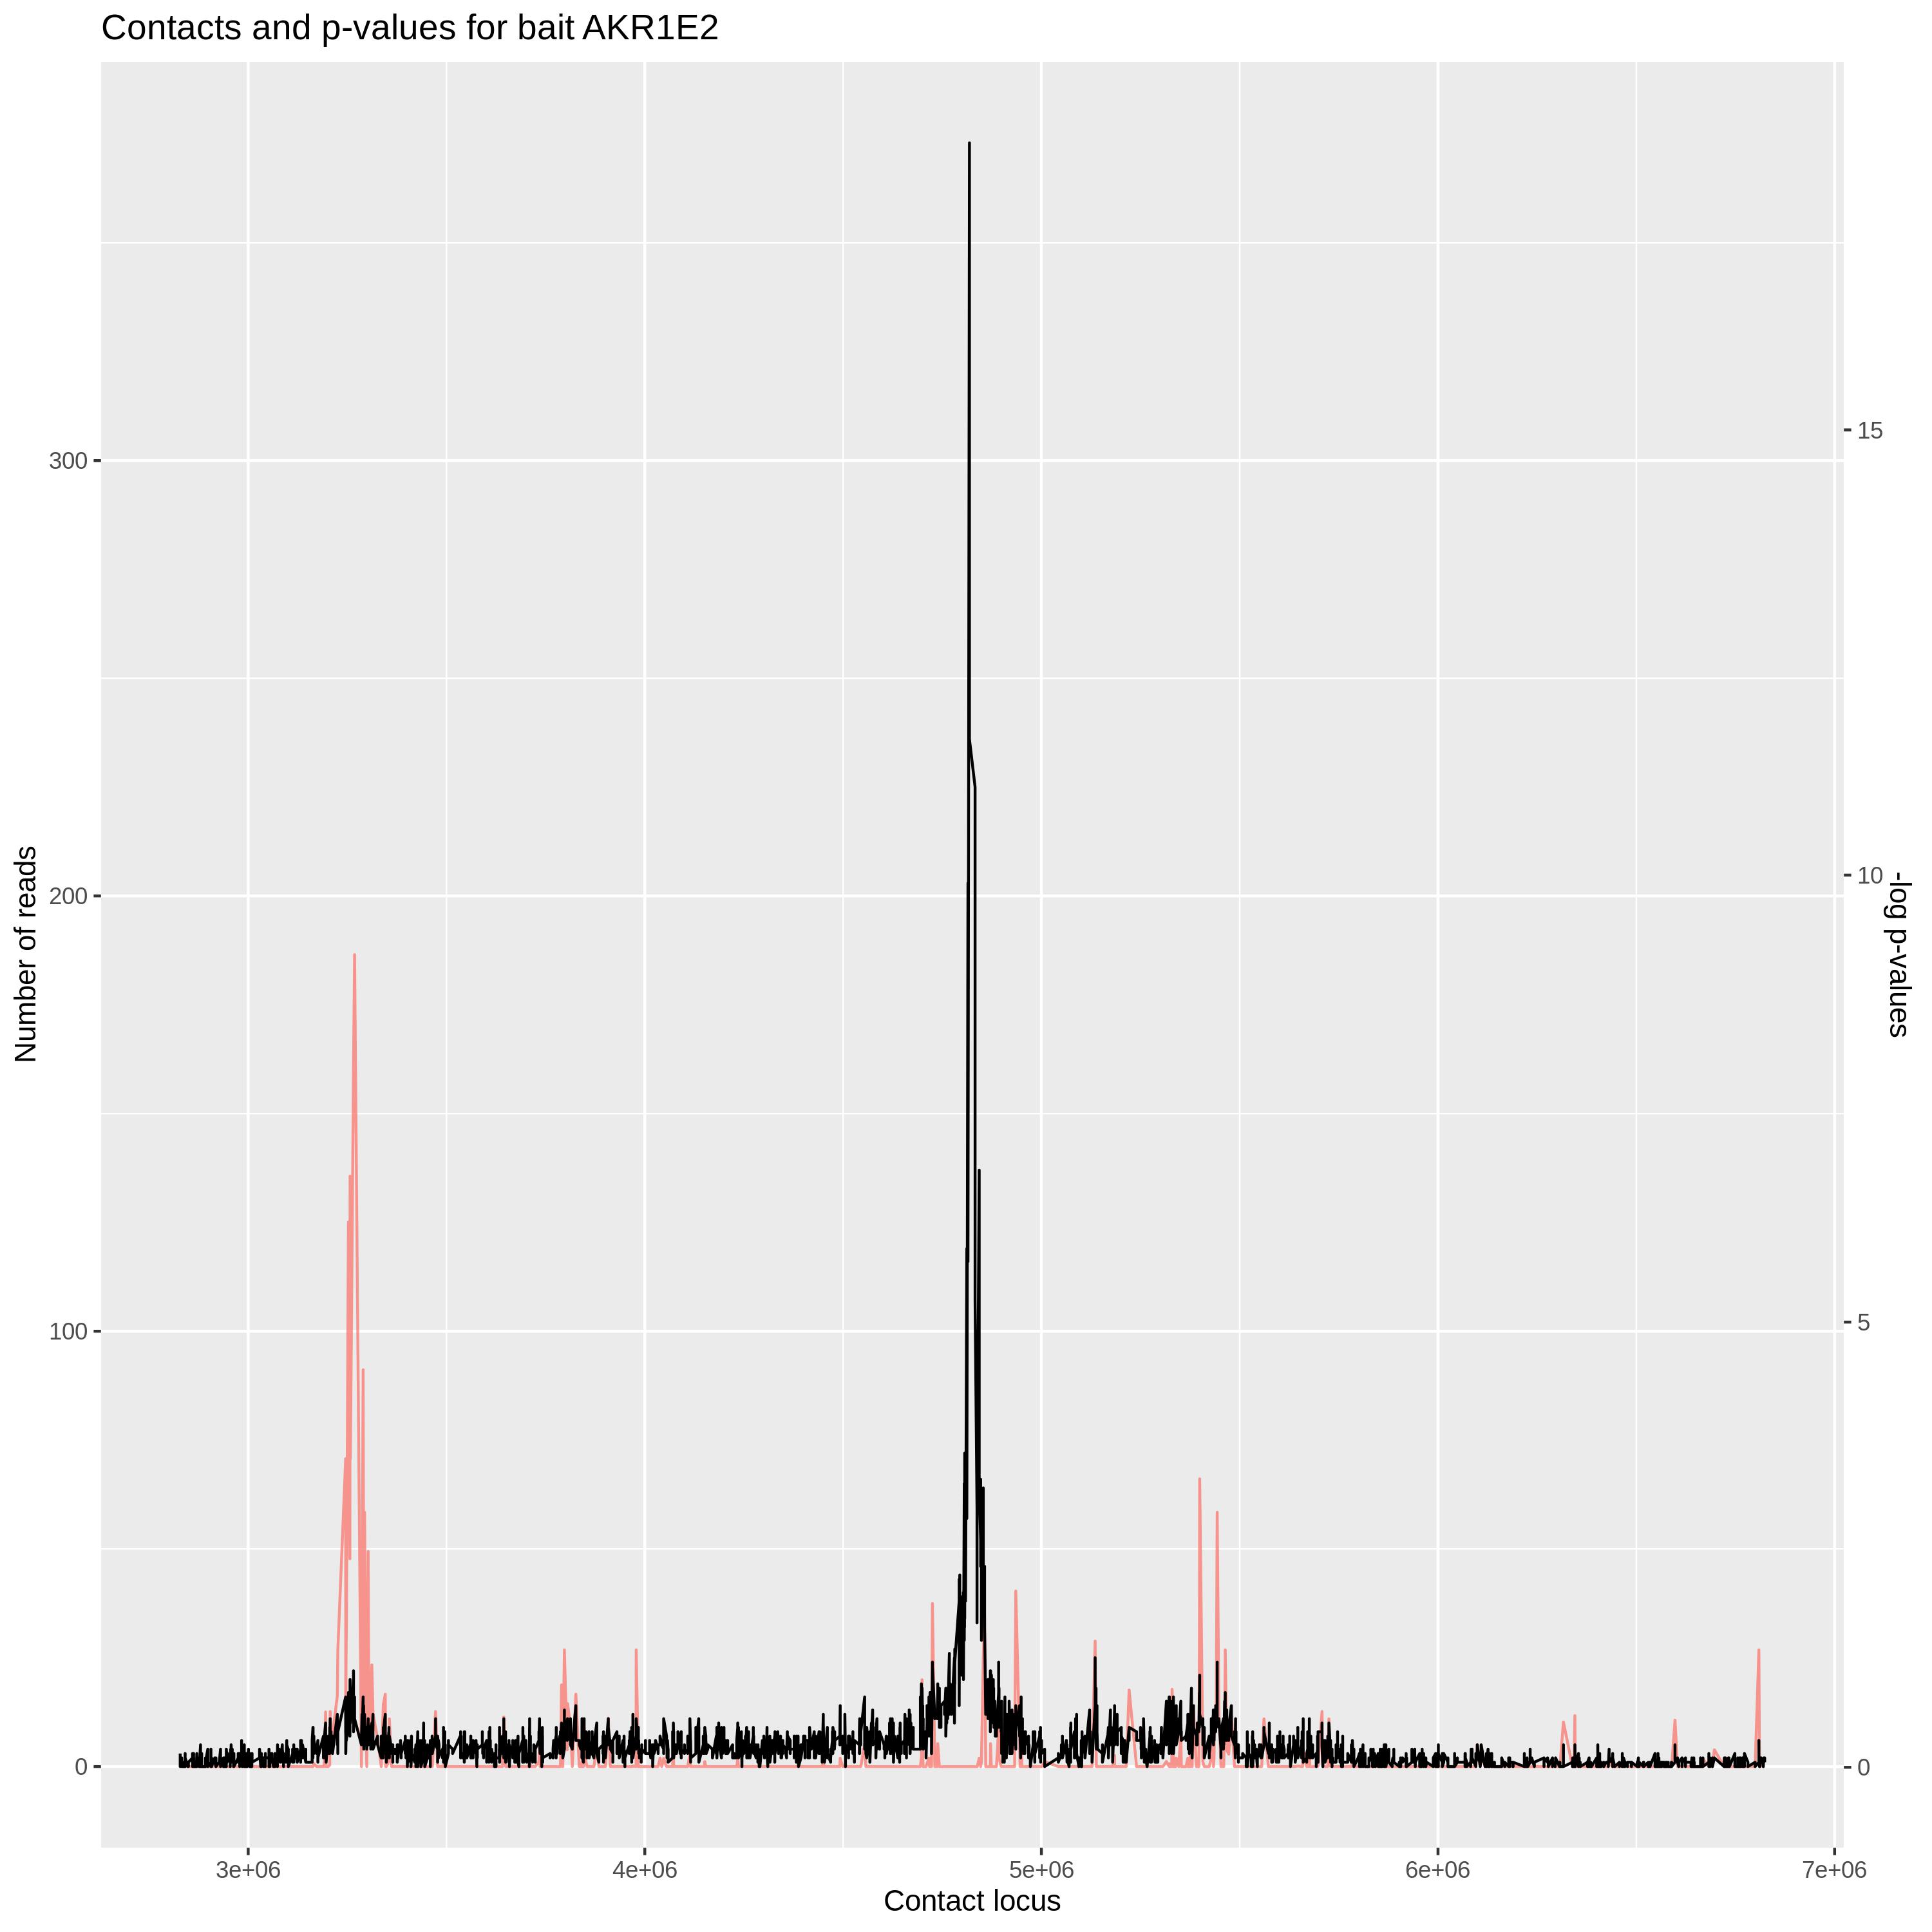 Contacts and p-values for bait AKR1E2
Number of reads
300
200
100
0
15
10
5
0
-log p-values
3e+06
4e+06
5e+06
6e+06
7e+06
Contact locus